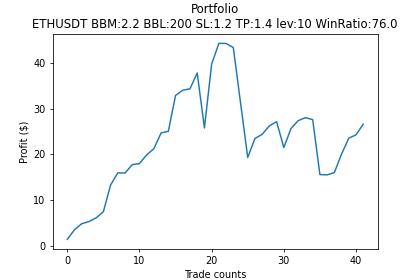 Portfolio
ETHUSDT BBM:2.2 BBL:200 SL:1.2 TP:1.4 lev:10 WinRatio:76.0
40
30
20
10
0
Profit ($)
0 10 20 30 40
Trade counts